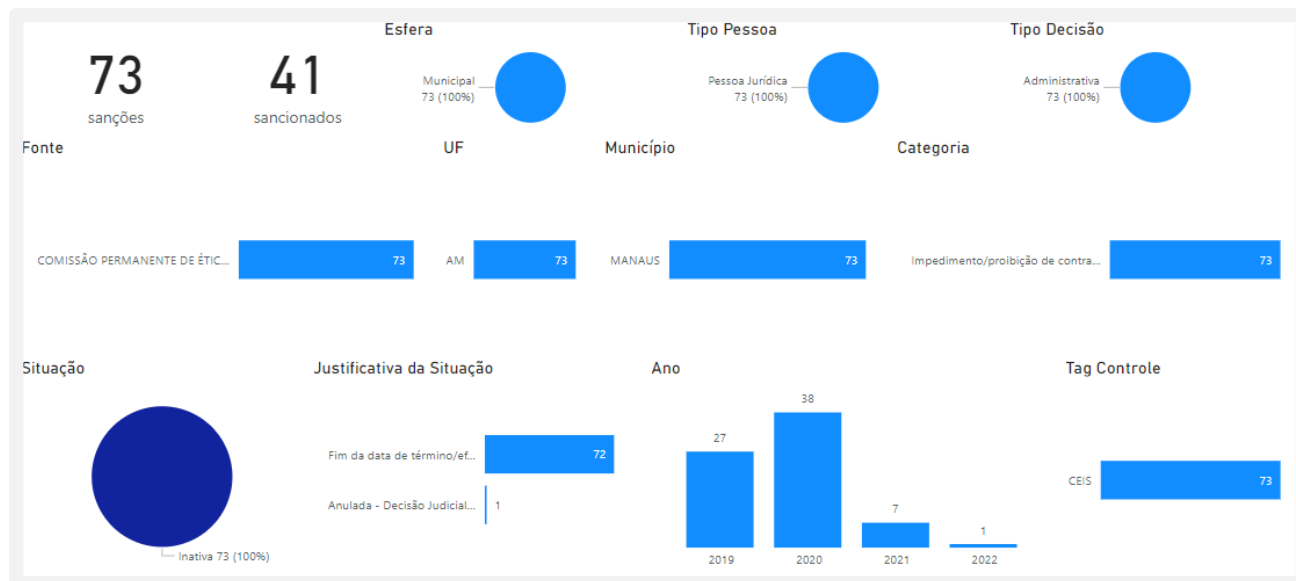 73
sanções
41
sancionados
Esfera
Municipal
73 (100%)
Tipo Pessoa
Pessoa Jurídica
73 (100%)
Tipo Decisão
Administrativa
73 (100%)
Fonte
COMISSÃO PERMANENTE DE ÉTIC...
73
UF
AM
73
Município
MANAUS
73
Categoria
Impedimento/proibição de contra...
73
Situação
Inativa 73 (100%)
Justificativa da Situação
Fim da data de término/ef...
72
Anulada - Decisão Judicial...
1
Ano
27
38
7
1
2019
2020
2021
2022
Tag Controle
CEIS
73